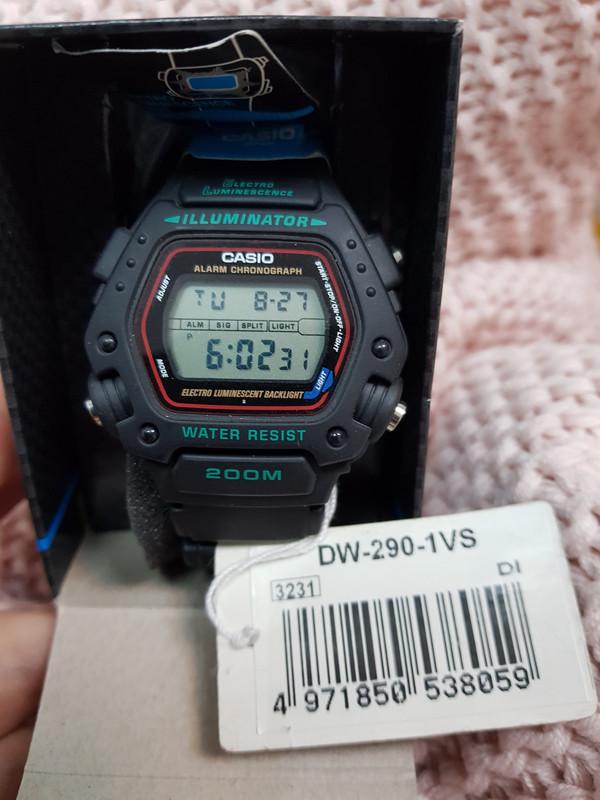 CASIO
ELECTRO
LUMINESCENCE
ILLUMINATOR
CASIO
ALARM CHRONOGRAPH
ADJUST
START·STOP/ON·OFF·LIGHT
TU 8-27
ALM SIG SPLIT LIGHT
P
6:02 31
MODE
LIGHT
ELECTRO LUMINESCENT BACKLIGHT
WATER RESIST
200M
DW-290-1VS
3231
DI
4 971850 538059